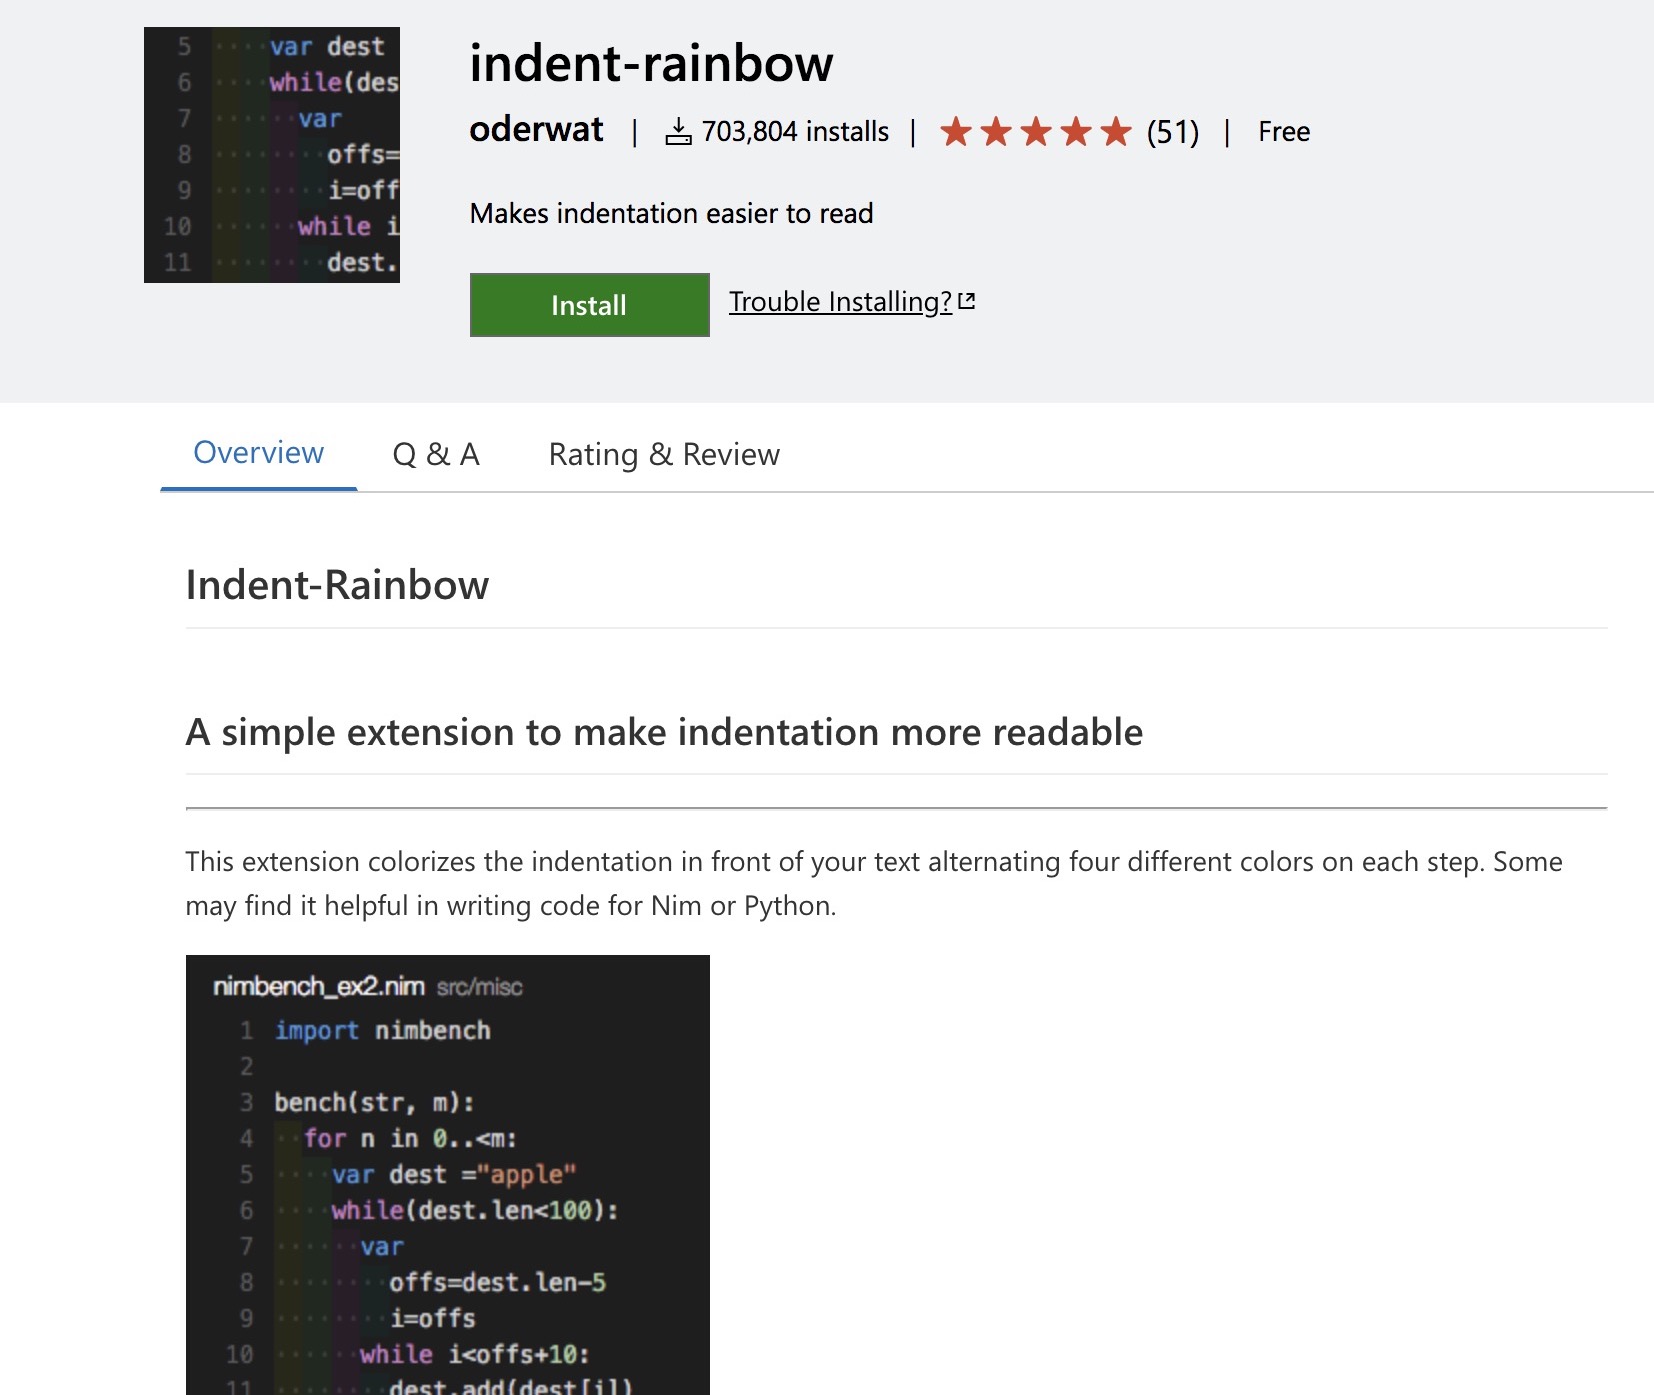 5 var dest
6 while(des
7 var
8 offs=
9 i=off
10 while i
11 dest.
indent-rainbow
oderwat | 703,804 installs | (51) | Free
Makes indentation easier to read
Install Trouble Installing?
Overview Q & A Rating & Review
Indent-Rainbow
A simple extension to make indentation more readable
This extension colorizes the indentation in front of your text alternating four different colors on each step. Some
may find it helpful in writing code for Nim or Python.
nimbench_ex2.nim src/misc
1 import nimbench
2
3 bench(str, m):
4 for n in 0..<m:
5 var dest ="apple"
6 while(dest.len<100):
7 var
8 offs=dest.len-5
9 i=offs
10 while i<offs+10:
11 dest.add(dest[i])